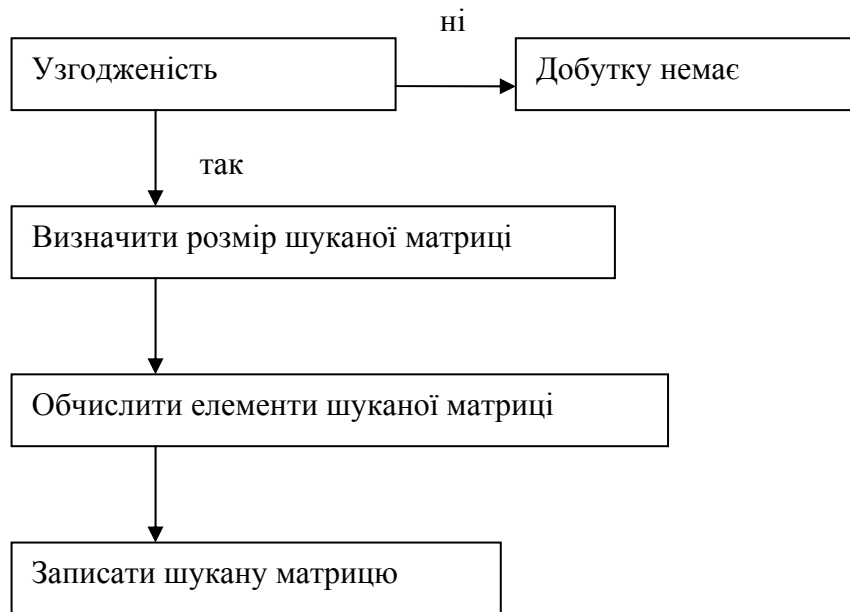 ні
Узгодженість
Добутку немає
так
Визначити розмір шуканої матриці
Обчислити елементи шуканої матриці
Записати шукану матрицю